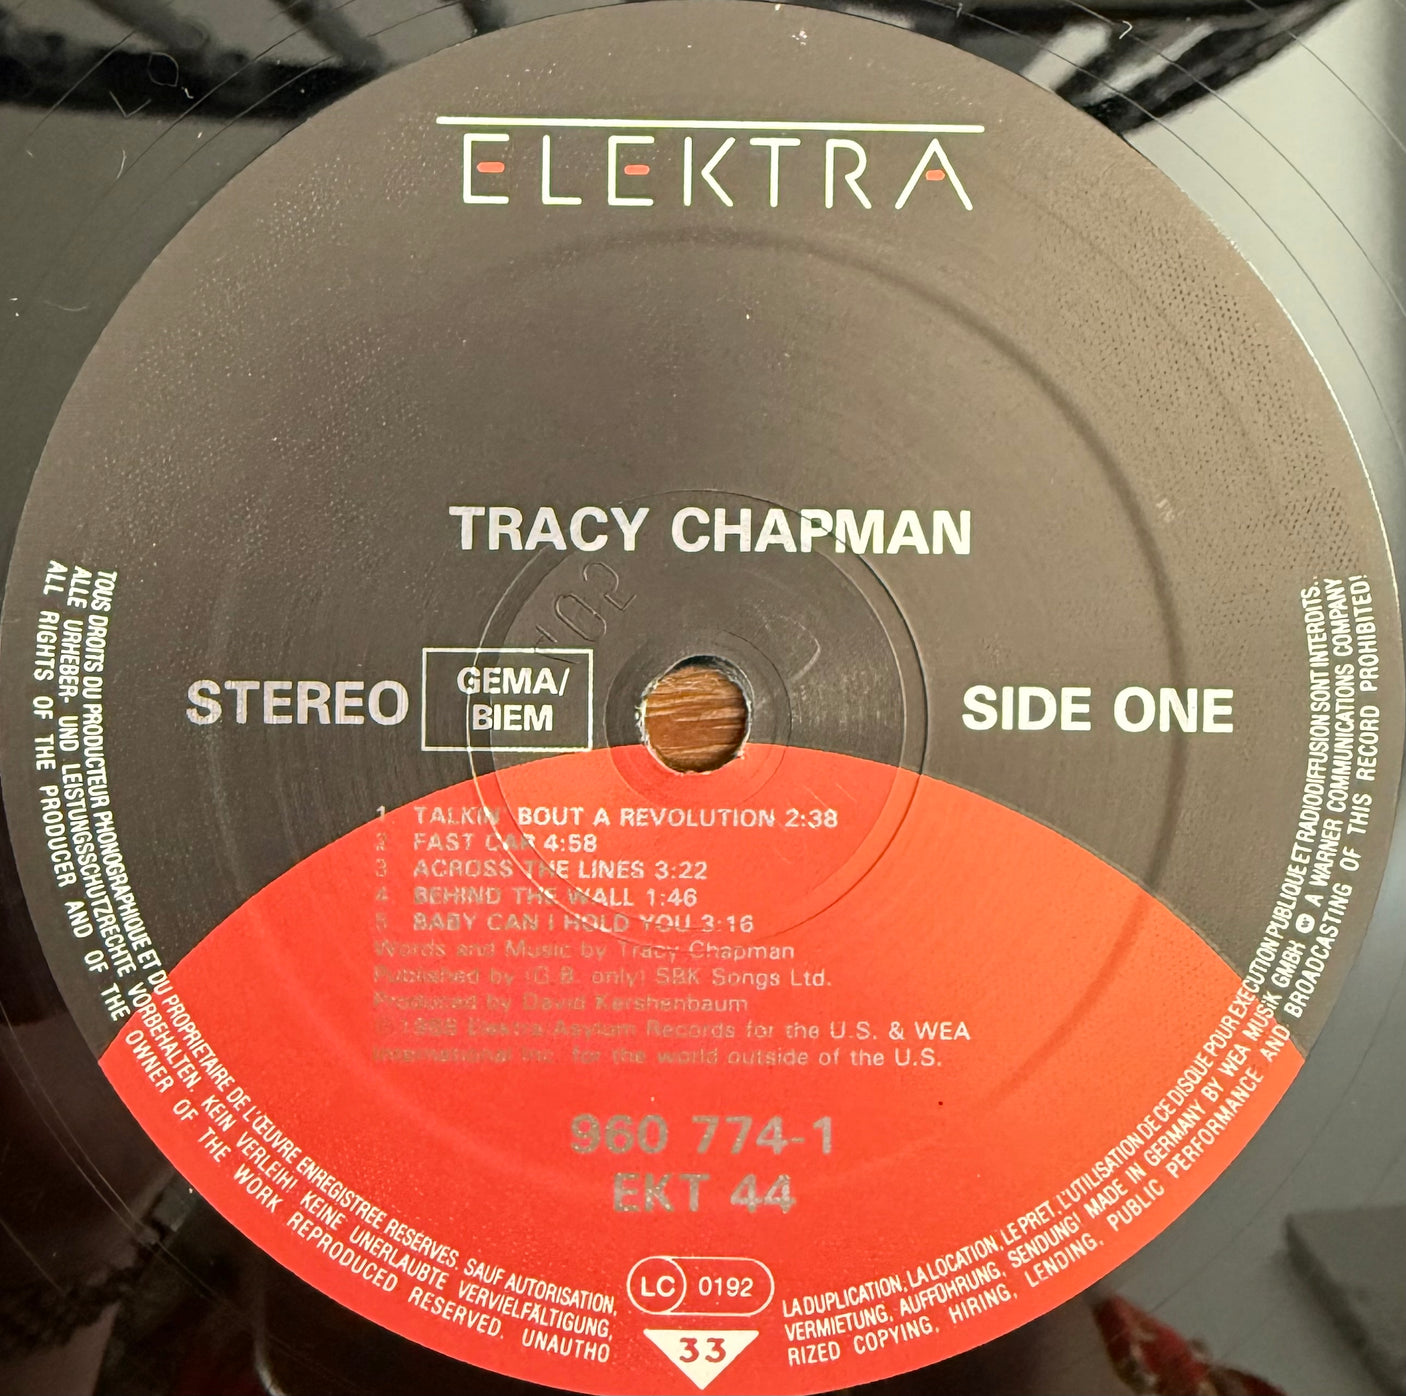 ELEKTRA
TRACY CHAPMAN
STEREO
GEMA/
BIEM
SIDE ONE
1 TALKIN' BOUT A REVOLUTION 2:38
2 FAST CAR 4:58
3 ACROSS THE LINES 3:22
4 BEHIND THE WALL 1:46
5 BABY CAN I HOLD YOU 3:16
Words and Music by Tracy Chapman
Published by (G.B. only) SBK Songs Ltd.
Produced by David Kershenbaum
℗ 1988 Elektra/Asylum Records for the U.S. & WEA
International Inc. for the world outside of the U.S.
960 774-1
EKT 44
LC 0192
33
TOUS DROITS DU PRODUCTEUR PHONOGRAPHIQUE ET DU PROPRIETAIRE DE L'ŒUVRE ENREGISTREE RESERVES. SAUF AUTORISATION, LA DUPLICATION, LA LOCATION, LE PRET, L'UTILISATION DE CE DISQUE POUR EXECUTION PUBLIQUE ET RADIODIFFUSION SONT INTERDITS..
ALLE URHEBER- UND LEISTUNGSSCHUTZRECHTE VORBEHALTEN. KEIN VERLEIH! KEINE UNERLAUBTE VERVIELFÄLTIGUNG, VERMIETUNG, AUFFÜHRUNG, SENDUNG! MADE IN GERMANY BY WEA MUSIK GMBH A WARNER COMMUNICATIONS COMPANY
ALL RIGHTS OF THE PRODUCER AND OF THE OWNER OF THE WORK REPRODUCED RESERVED. UNAUTHORIZED COPYING, HIRING, LENDING, PUBLIC PERFORMANCE AND BROADCASTING OF THIS RECORD PROHIBITED!